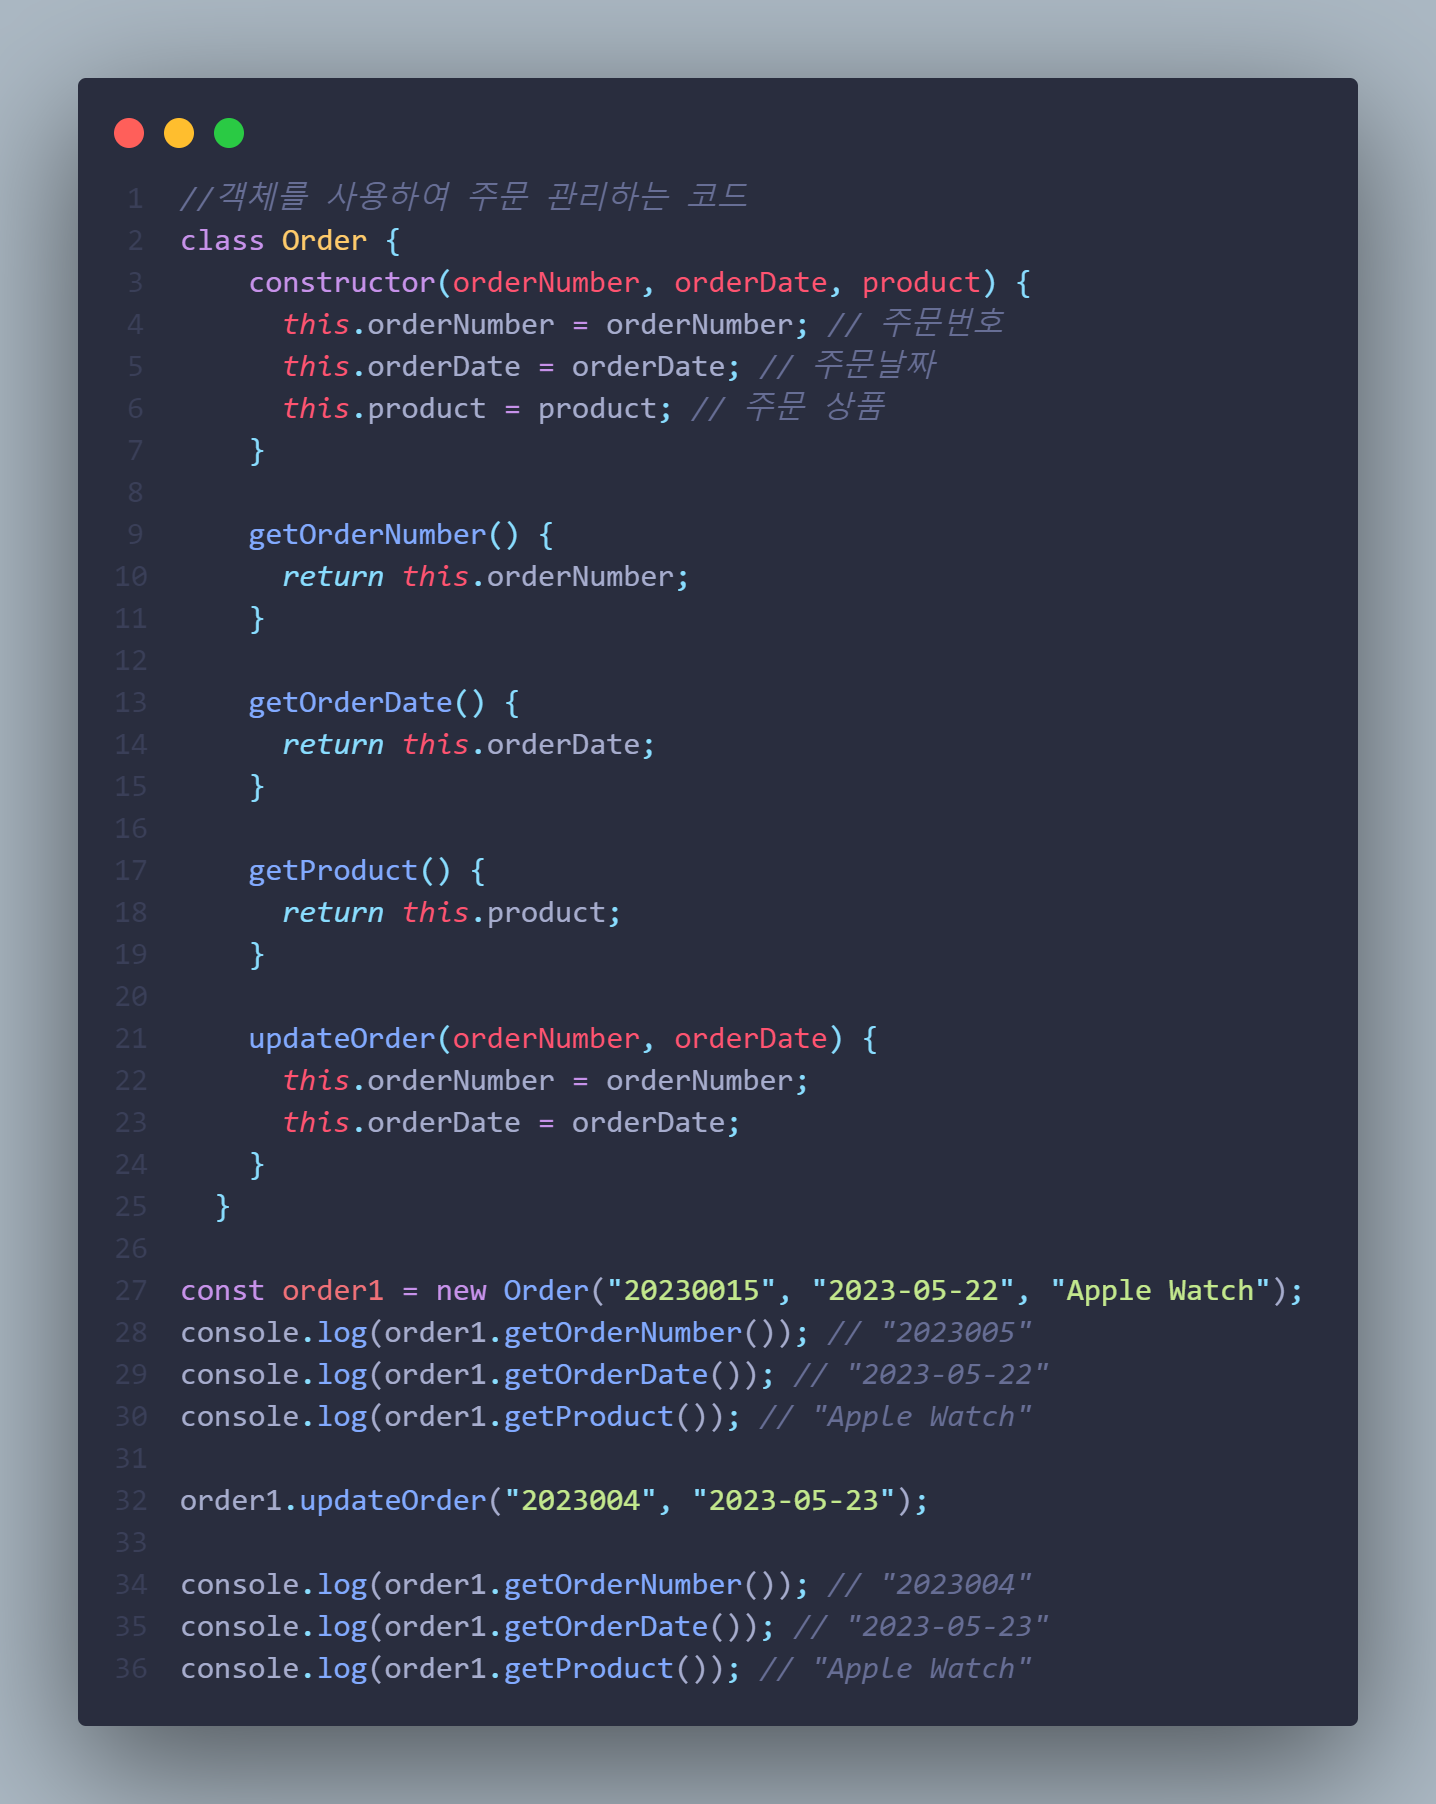 1 //객체를 사용하여 주문 관리하는 코드
2 class Order {
3     constructor(orderNumber, orderDate, product) {
4       this.orderNumber = orderNumber; // 주문번호
5       this.orderDate = orderDate; // 주문날짜
6       this.product = product; // 주문 상품
7     }
8
9     getOrderNumber() {
10       return this.orderNumber;
11     }
12
13     getOrderDate() {
14       return this.orderDate;
15     }
16
17     getProduct() {
18       return this.product;
19     }
20
21     updateOrder(orderNumber, orderDate) {
22       this.orderNumber = orderNumber;
23       this.orderDate = orderDate;
24     }
25   }
26
27 const order1 = new Order("20230015", "2023-05-22", "Apple Watch");
28 console.log(order1.getOrderNumber()); // "2023005"
29 console.log(order1.getOrderDate()); // "2023-05-22"
30 console.log(order1.getProduct()); // "Apple Watch"
31
32 order1.updateOrder("2023004", "2023-05-23");
33
34 console.log(order1.getOrderNumber()); // "2023004"
35 console.log(order1.getOrderDate()); // "2023-05-23"
36 console.log(order1.getProduct()); // "Apple Watch"